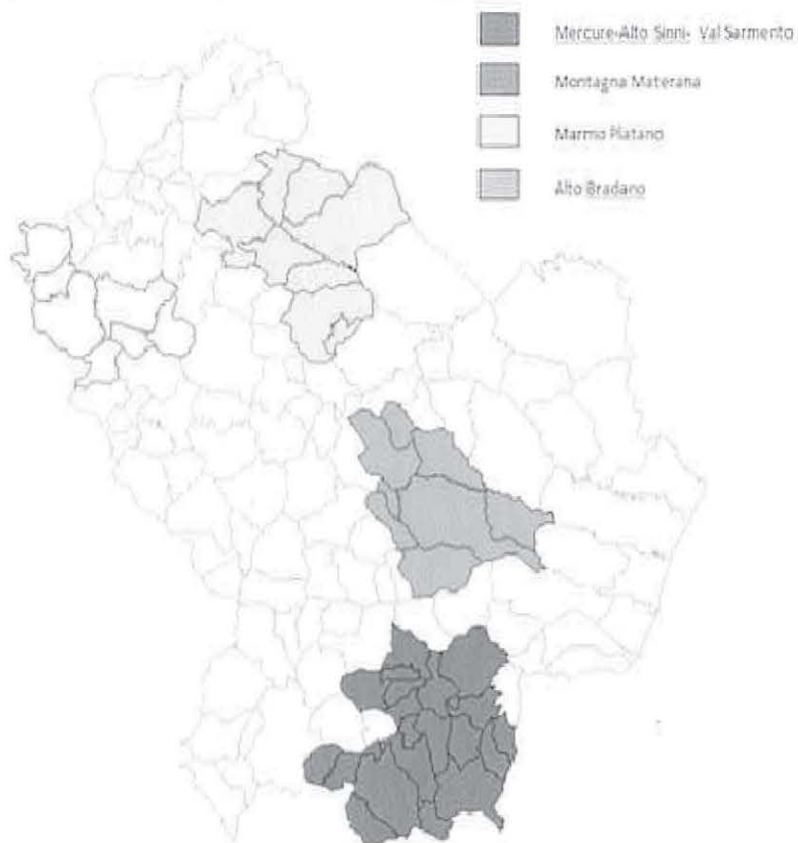 Mercure-Alto Sinni- Val Sarmento
Montagna Materana
Marmo Platano
Alto Bradano